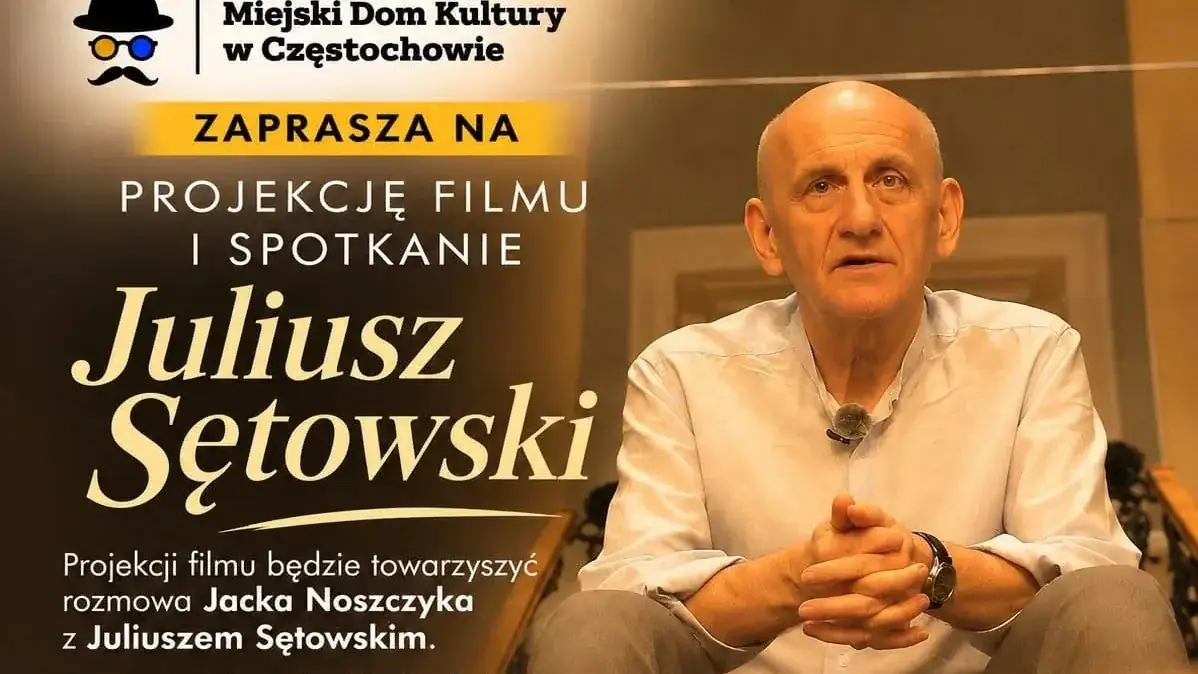 Miejski Dom Kultury
w Częstochowie
ZAPRASZA NA
PROJEKCJĘ FILMU
I SPOTKANIE
Juliusz
Sętowski
Projekcji filmu będzie towarzyszyć
rozmowa Jacka Noszczyka
z Juliuszem Sętowskim.